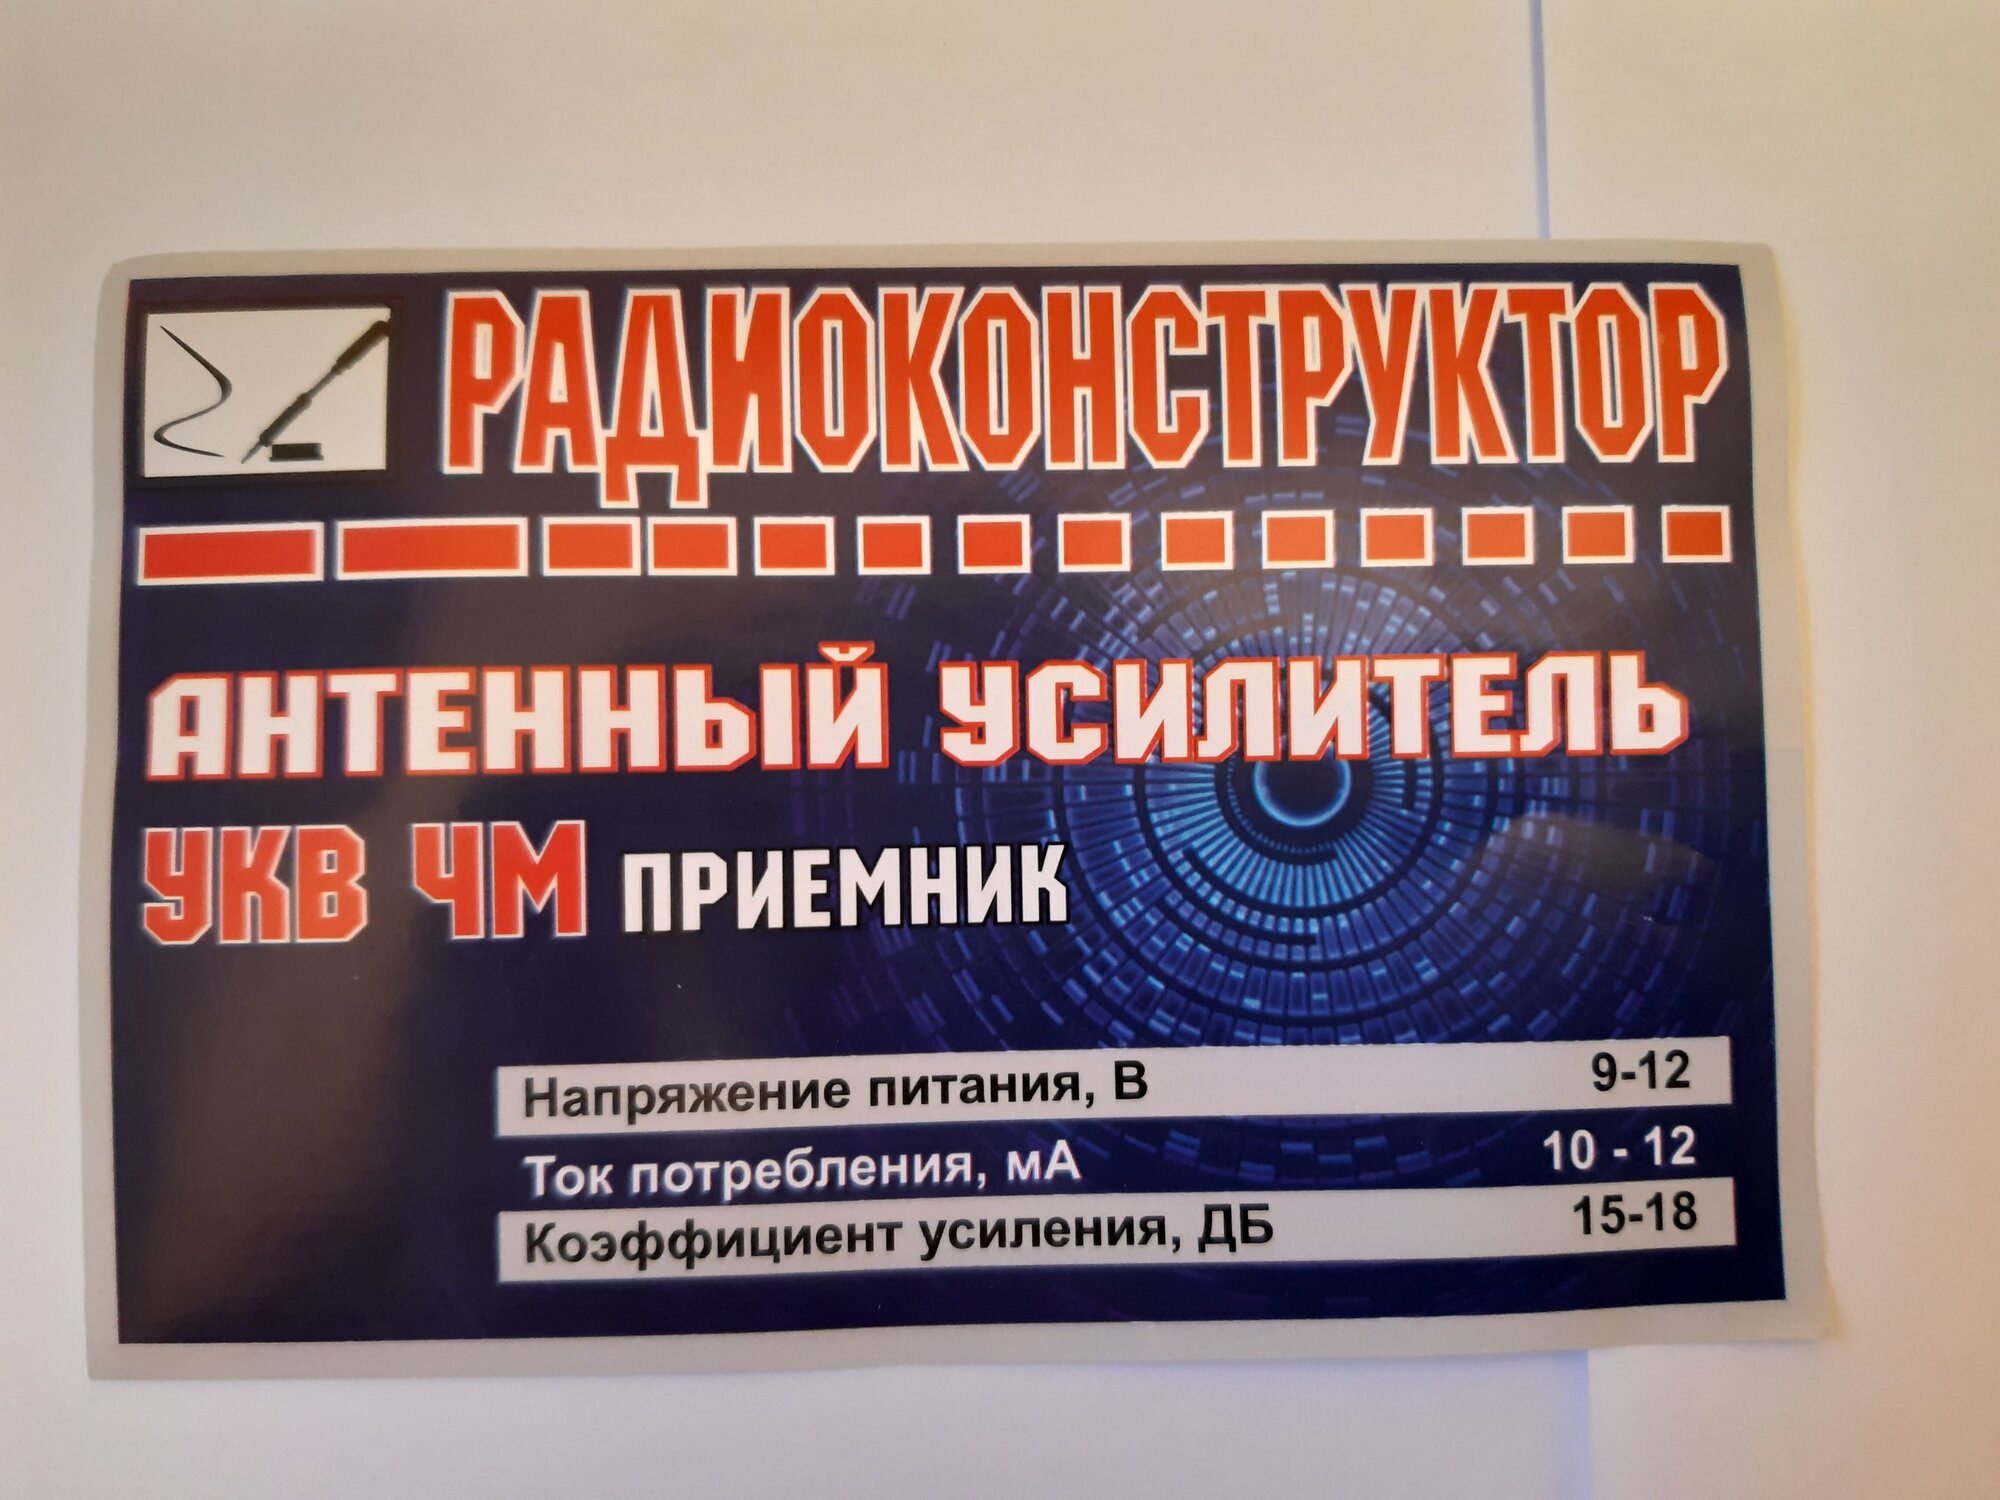 РАДИОКОНСТРУКТОР
АНТЕННЫЙ УСИЛИТЕЛЬ
УКВ ЧМ ПРИЕМНИК
Напряжение питания, В 9-12
Ток потребления, мА 10 - 12
Коэффициент усиления, ДБ 15-18